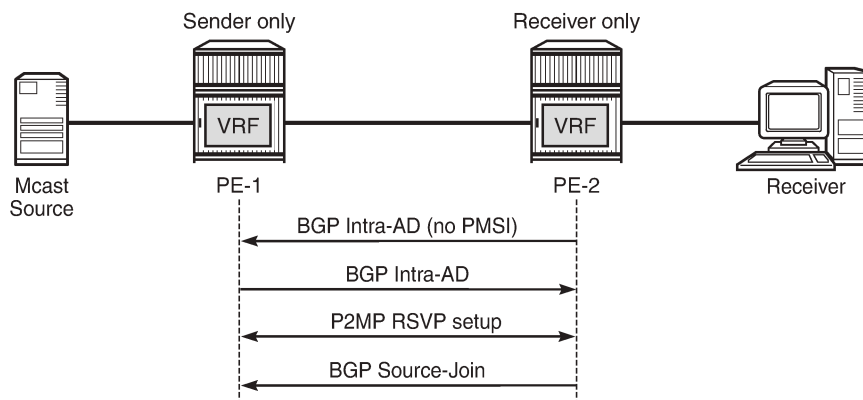 Sender only
Receiver only
VRF
VRF
Mcast
Source
PE-1
PE-2
Receiver
BGP Intra-AD (no PMSI)
BGP Intra-AD
P2MP RSVP setup
BGP Source-Join